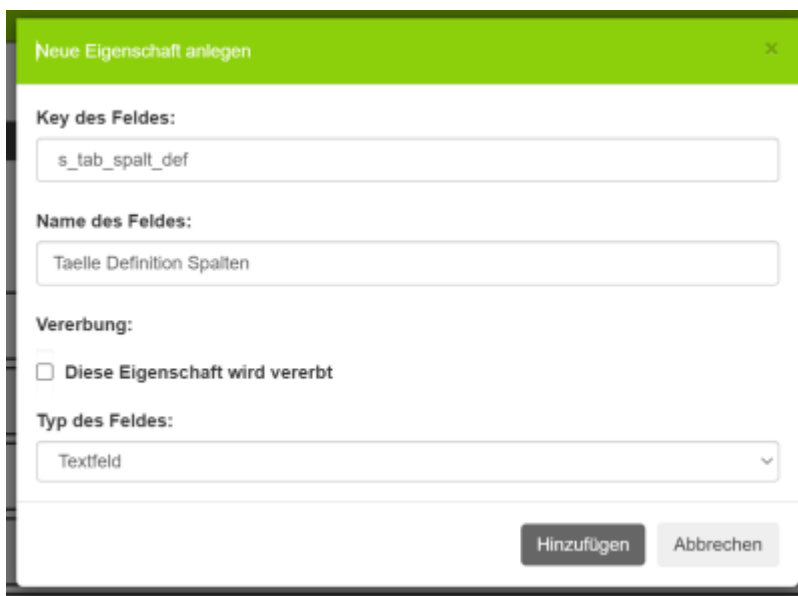 Neue Eigenschaft anlegen ×
Key des Feldes:
s_tab_spalt_def
Name des Feldes:
Taelle Definition Spalten
Vererbung:
Diese Eigenschaft wird vererbt
Typ des Feldes:
Textfeld
Hinzufügen Abbrechen